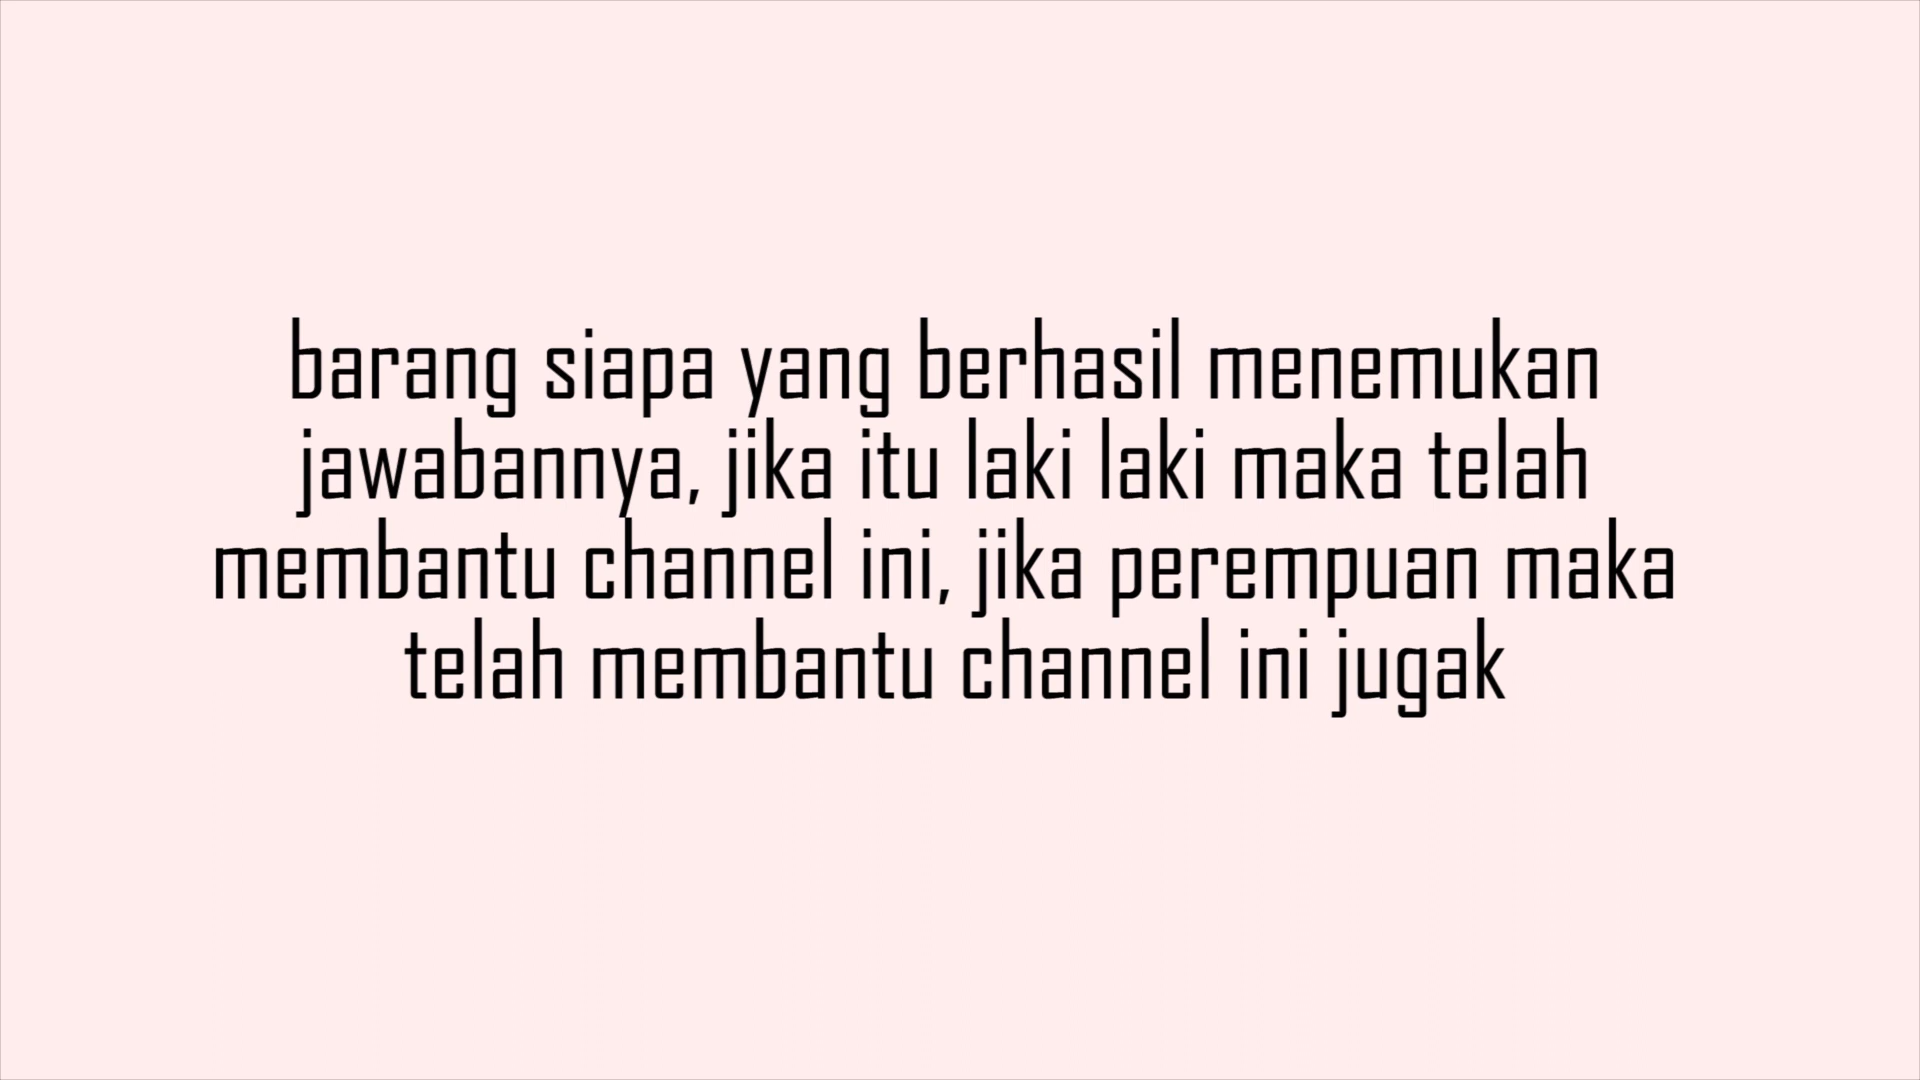 barang siapa yang berhasil menemukan
jawabannya, jika itu laki laki maka telah
membantu channel ini, jika perempuan maka
telah membantu channel ini jugak